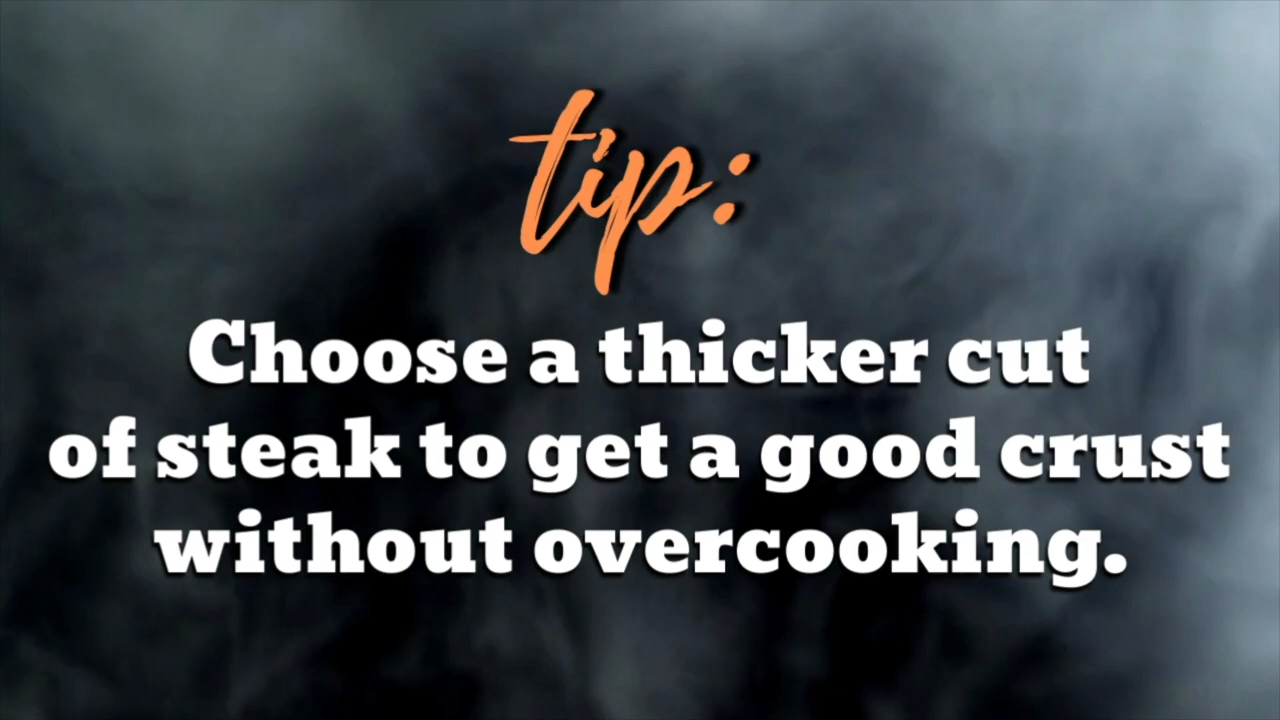 tip:
Choose a thicker cut
of steak to get a good crust
without overcooking.